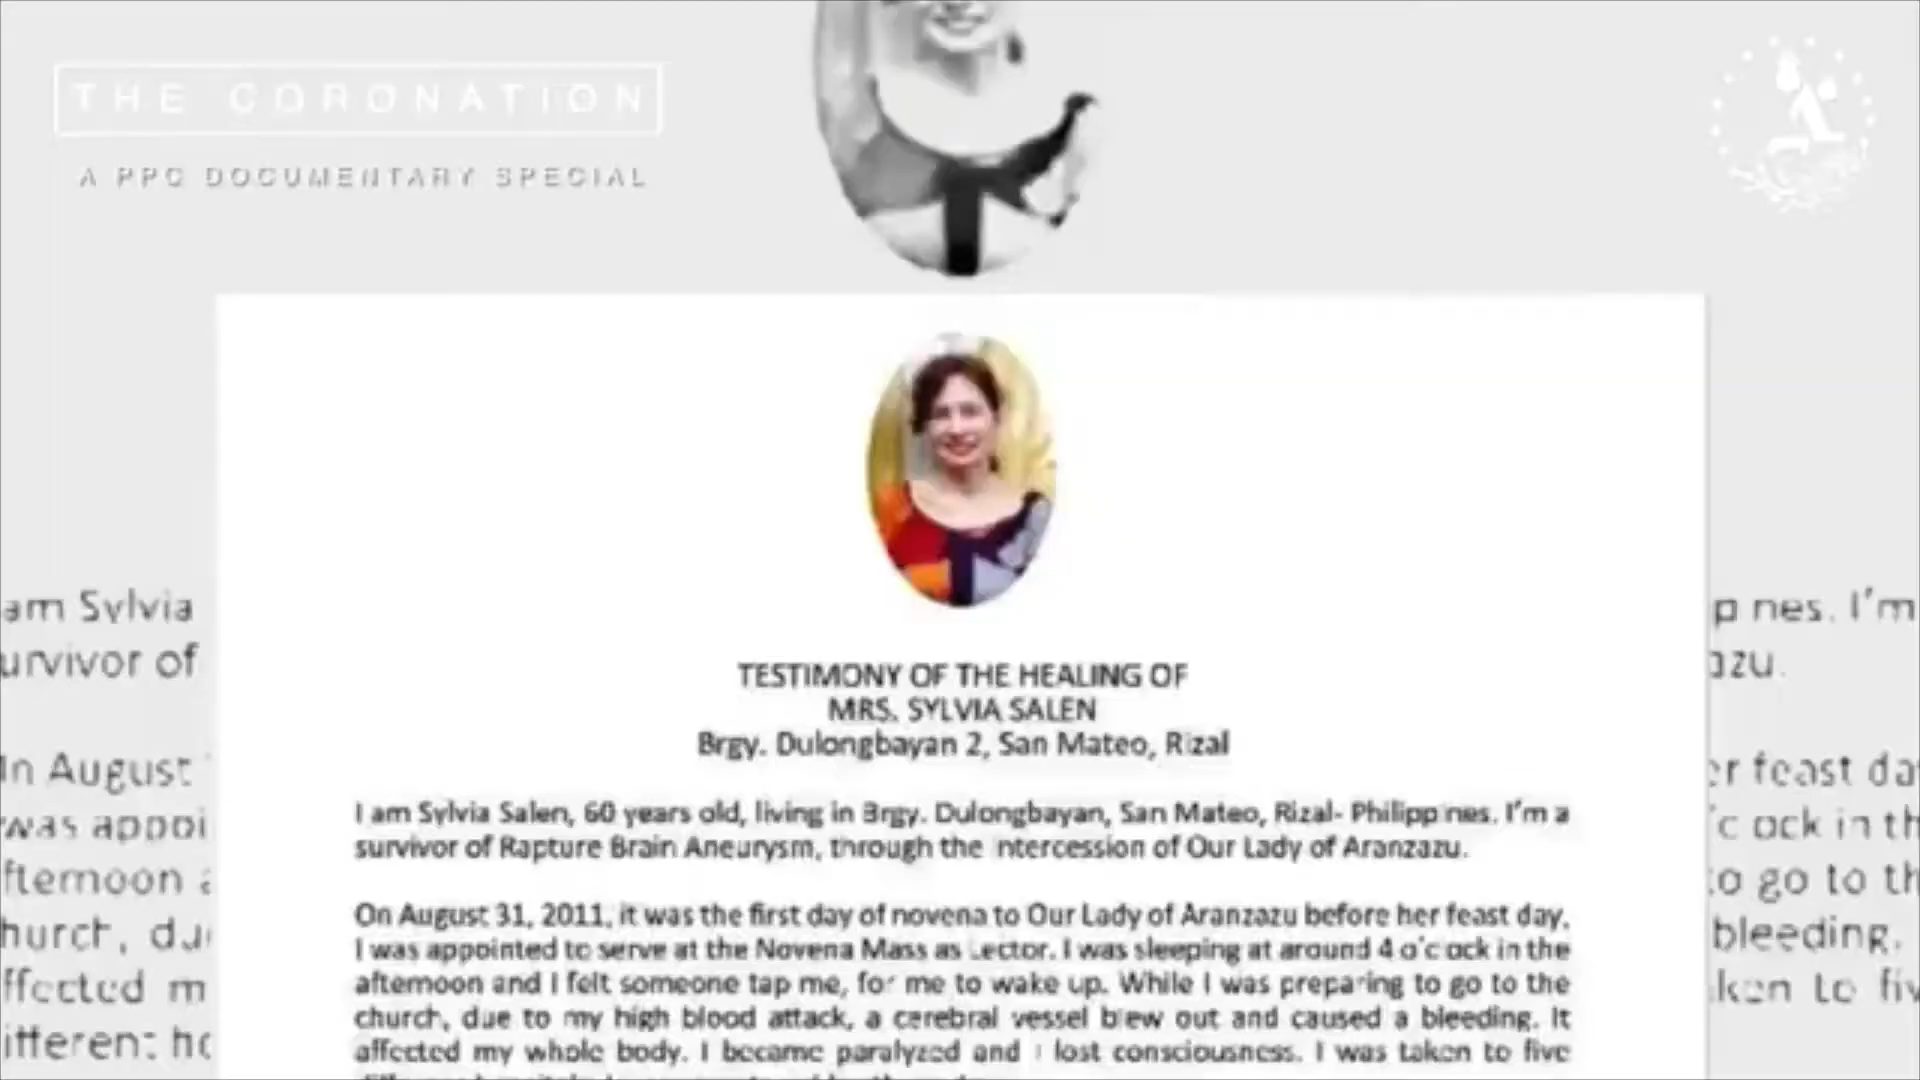 THE CORONATION
A PPC DOCUMENTARY SPECIAL
TESTIMONY OF THE HEALING OF
MRS. SYLVIA SALEN
Brgy. Dulongbayan 2, San Mateo, Rizal
I am Sylvia Salen, 60 years old, living in Brgy. Dulongbayan, San Mateo, Rizal- Philippines. I'm a
survivor of Rapture Brain Aneurysm, through the intercession of Our Lady of Aranzazu.
On August 31, 2011, it was the first day of novena to Our Lady of Aranzazu before her feast day.
I was appointed to serve at the Novena Mass as Lector. I was sleeping at around 4 o'clock in the
afternoon and I felt someone tap me, for me to wake up. While I was preparing to go to the
church, due to my high blood attack, a cerebral vessel blew out and caused a bleeding. It
affected my whole body. I became paralyzed and I lost consciousness. I was taken to five
am Sylvia
survivor of
In August
was appoi
fternoon a
hurch, du
ffected m
ifferent ho
pines. I'm
azu.
er feast da
o'clock in th
to go to th
bleeding.
ken to fiv